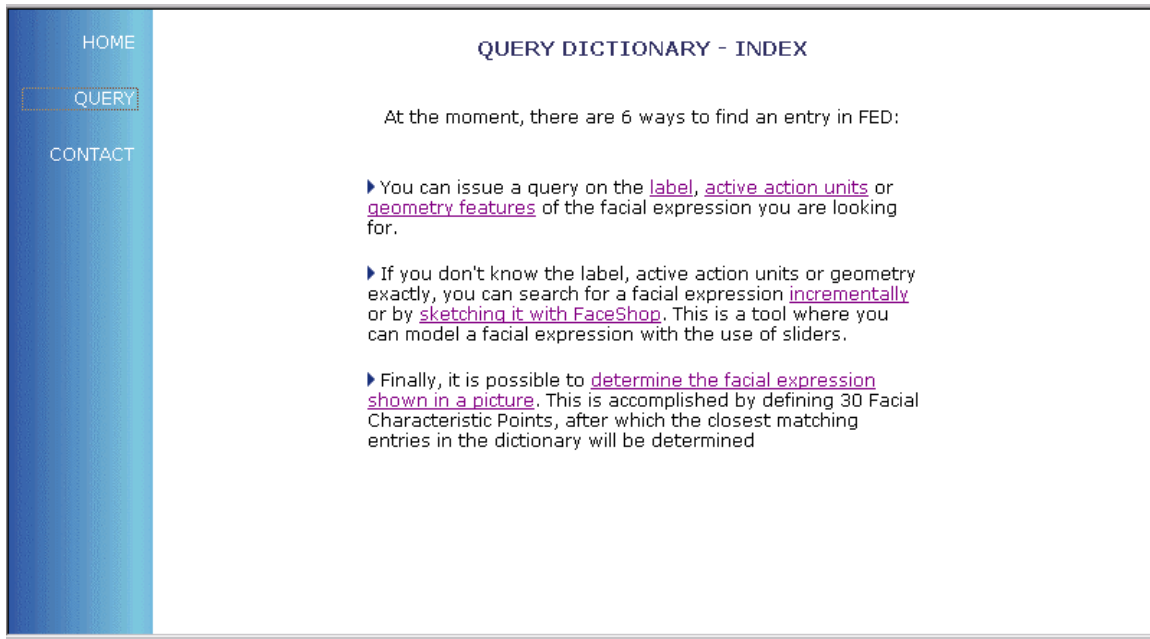 HOME
QUERY
CONTACT
QUERY DICTIONARY - INDEX
At the moment, there are 6 ways to find an entry in FED:
You can issue a query on the label, active action units or
geometry features of the facial expression you are looking
for.
If you don't know the label, active action units or geometry
exactly, you can search for a facial expression incrementally
or by sketching it with FaceShop. This is a tool where you
can model a facial expression with the use of sliders.
Finally, it is possible to determine the facial expression
shown in a picture. This is accomplished by defining 30 Facial
Characteristic Points, after which the closest matching
entries in the dictionary will be determined